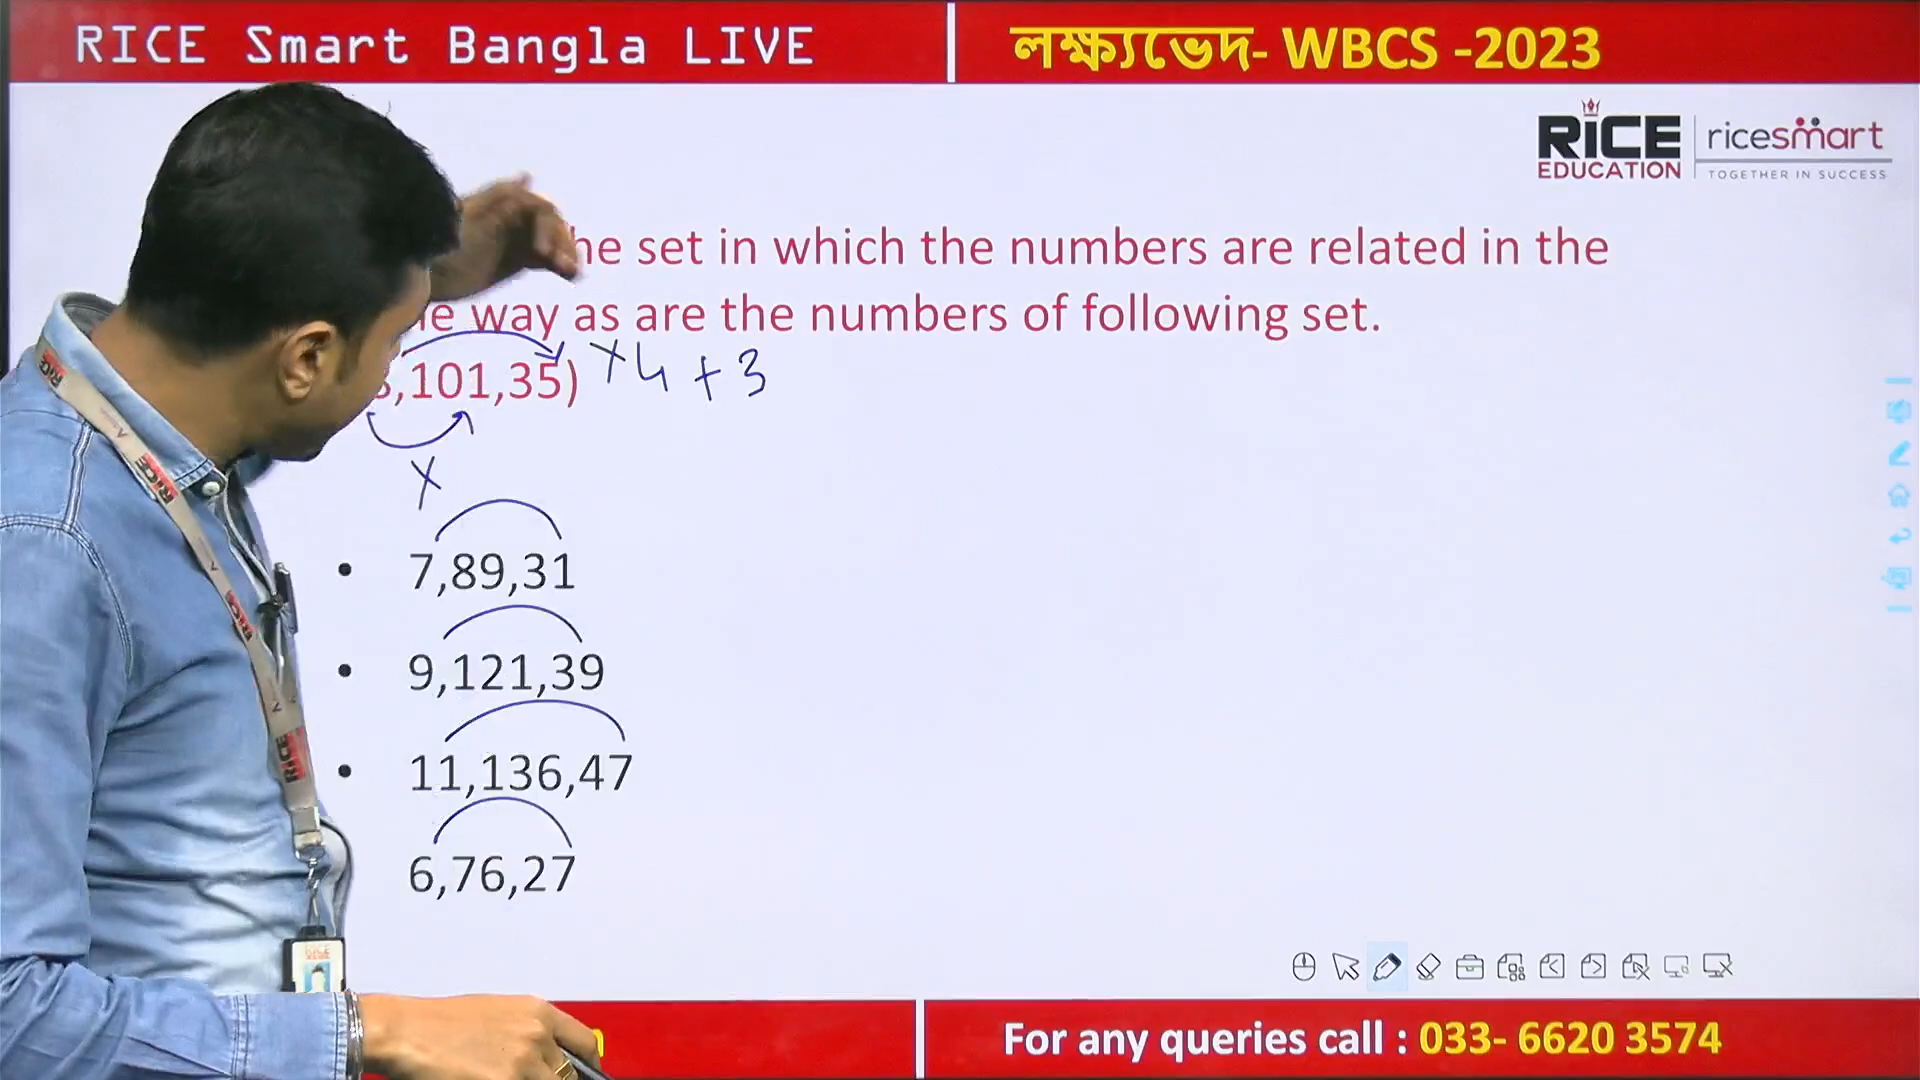 RICE Smart Bangla LIVE
লক্ষ্যভেদ- WBCS -2023
RICE EDUCATION
ricesmart
TOGETHER IN SUCCESS
he set in which the numbers are related in the
way as are the numbers of following set.
,101,35) ×4 +3
×
• 7,89,31
• 9,121,39
• 11,136,47
6,76,27
For any queries call : 033- 6620 3574